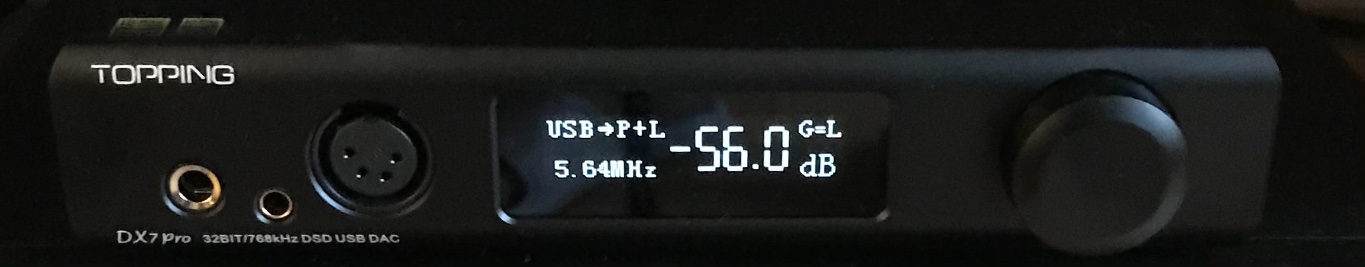 TOPPING
USB→P+L
5.64MHz
-56.0
G=L
dB
DX7 Pro 32BIT/768kHz DSD USB DAC